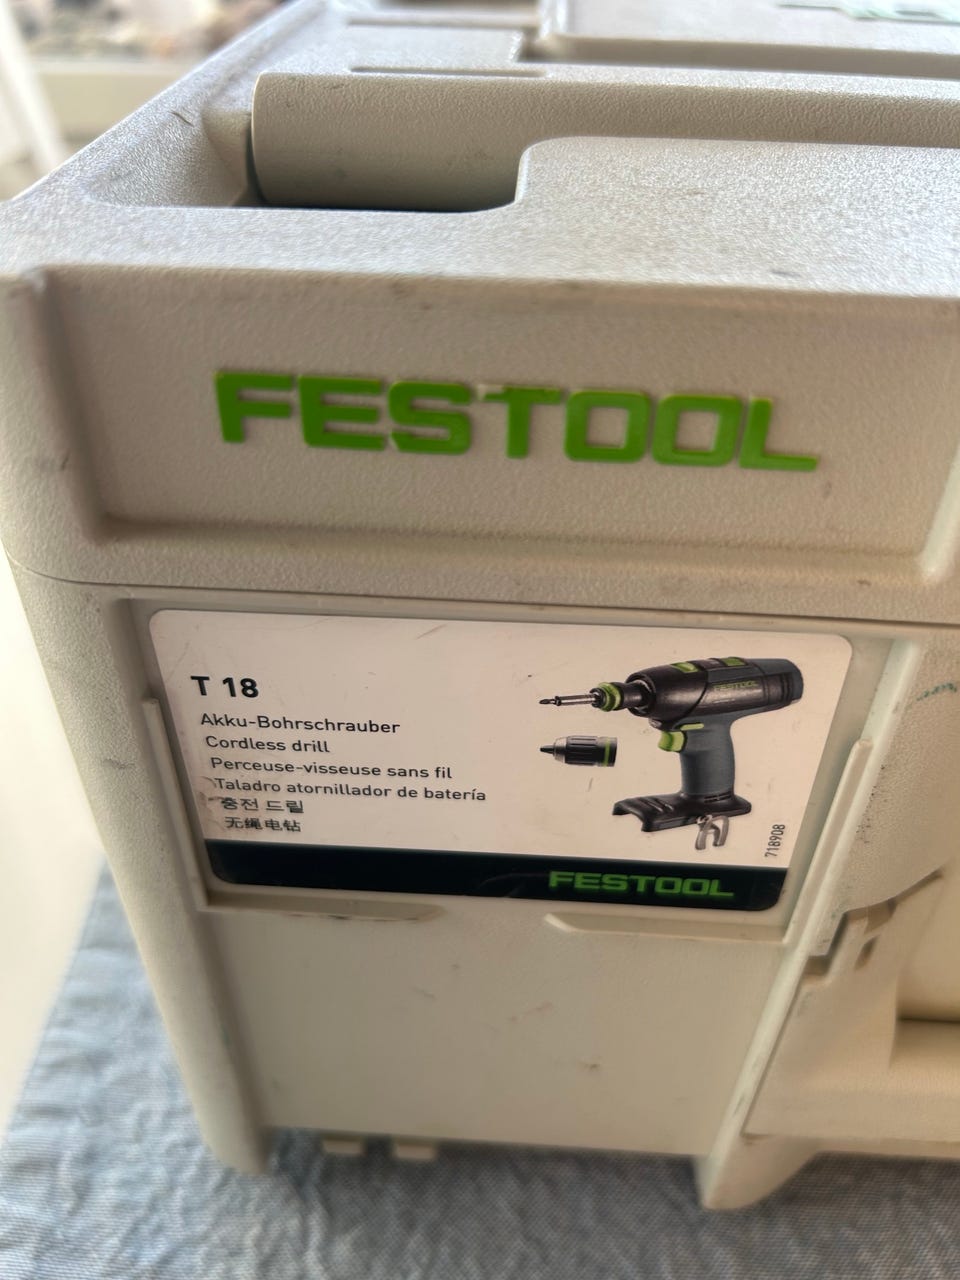 FESTOOL
T 18
Akku-Bohrschrauber
Cordless drill
Perceuse-visseuse sans fil
Taladro atornillador de batería
충전 드릴
无绳电钻
FESTOOL
718908
FESTOOL